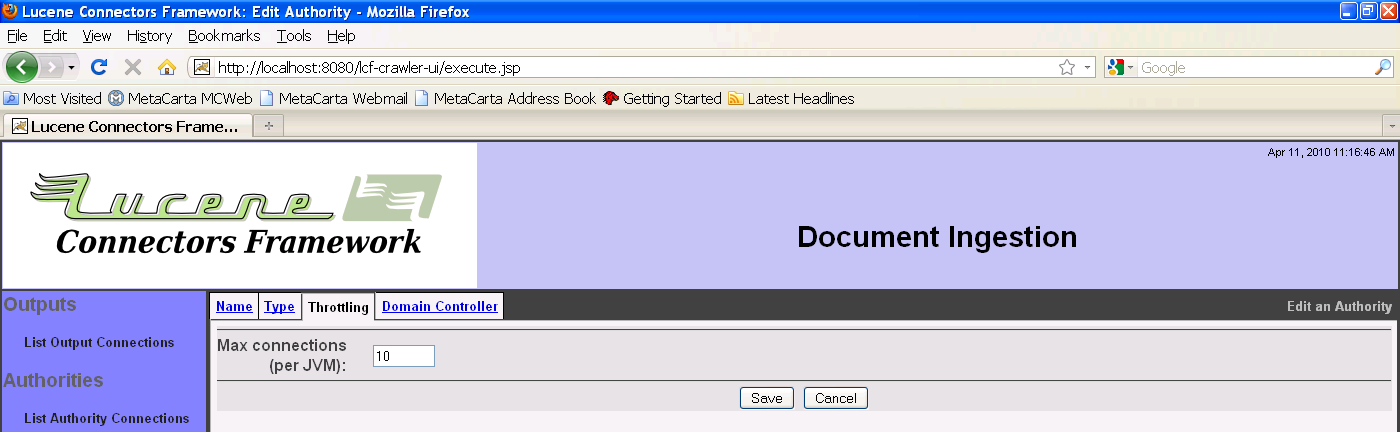 Lucene Connectors Framework: Edit Authority - Mozilla Firefox
File Edit View History Bookmarks Tools Help
http://localhost:8080/lcf-crawler-ui/execute.jsp Google
Most Visited MetaCarta MCWeb MetaCarta Webmail MetaCarta Address Book Getting Started Latest Headlines
Lucene Connectors Frame...
Apr 11, 2010 11:16:46 AM
Lucene
Connectors Framework
Document Ingestion
Outputs
List Output Connections
Authorities
List Authority Connections
Name Type Throttling Domain Controller Edit an Authority
Max connections
(per JVM): 10
Save Cancel